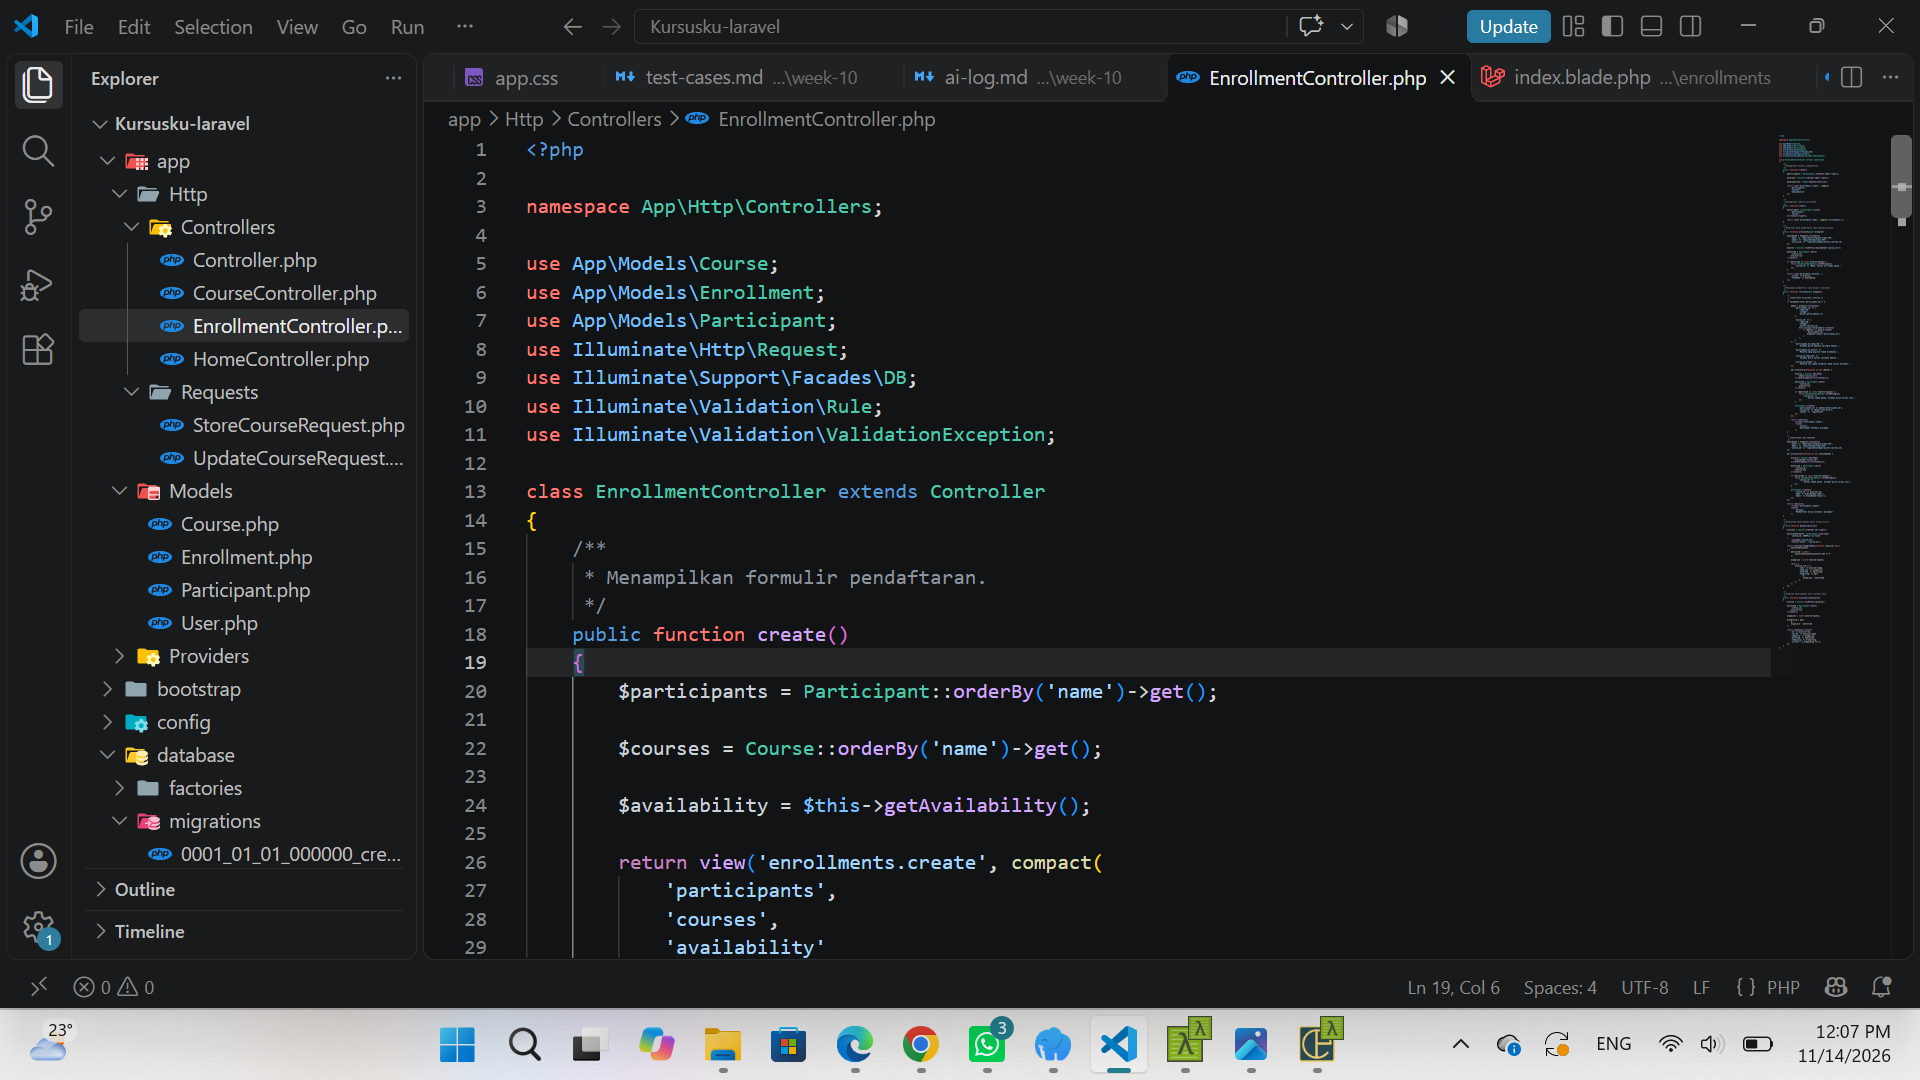 File Edit Selection View Go Run ...
Kursusku-laravel
Update
Explorer
Kursusku-laravel
app
Http
Controllers
Controller.php
CourseController.php
EnrollmentController.p...
HomeController.php
Requests
StoreCourseRequest.php
UpdateCourseRequest....
Models
Course.php
Enrollment.php
Participant.php
User.php
Providers
bootstrap
config
database
factories
migrations
0001_01_01_000000_cre...
Outline
Timeline
1
app.css
test-cases.md ...\week-10
ai-log.md ...\week-10
EnrollmentController.php
index.blade.php ...\enrollments
app > Http > Controllers > EnrollmentController.php
1 <?php
2
3 namespace App\Http\Controllers;
4
5 use App\Models\Course;
6 use App\Models\Enrollment;
7 use App\Models\Participant;
8 use Illuminate\Http\Request;
9 use Illuminate\Support\Facades\DB;
10 use Illuminate\Validation\Rule;
11 use Illuminate\Validation\ValidationException;
12
13 class EnrollmentController extends Controller
14 {
15 /**
16 * Menampilkan formulir pendaftaran.
17 */
18 public function create()
19 {
20 $participants = Participant::orderBy('name')->get();
21
22 $courses = Course::orderBy('name')->get();
23
24 $availability = $this->getAvailability();
25
26 return view('enrollments.create', compact(
27 'participants',
28 'courses',
29 'availability'
0 0
Ln 19, Col 6 Spaces: 4 UTF-8 LF { } PHP
23°
3
ENG
12:07 PM
11/14/2026